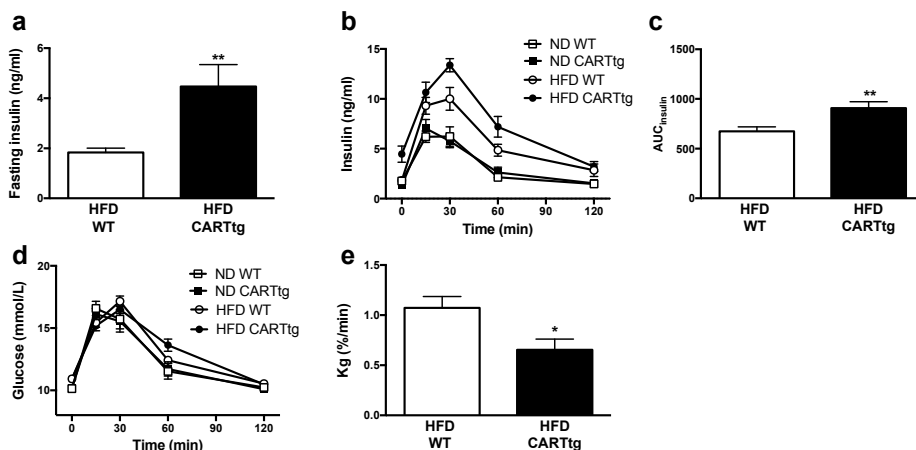 a
Fasting insulin (ng/ml)
6
4
2
0
**
HFD
WT
HFD
CARTtg
b
Insulin (ng/ml)
15
10
5
0
ND WT
ND CARTtg
HFD WT
HFD CARTtg
0 30 60 90 120
Time (min)
c
AUCinsulin
1500
1000
500
0
**
HFD
WT
HFD
CARTtg
d
Glucose (mmol/L)
20
15
10
ND WT
ND CARTtg
HFD WT
HFD CARTtg
0 30 60 90 120
Time (min)
e
Kg (%/min)
1.5
1.0
0.5
0.0
*
HFD
WT
HFD
CARTtg